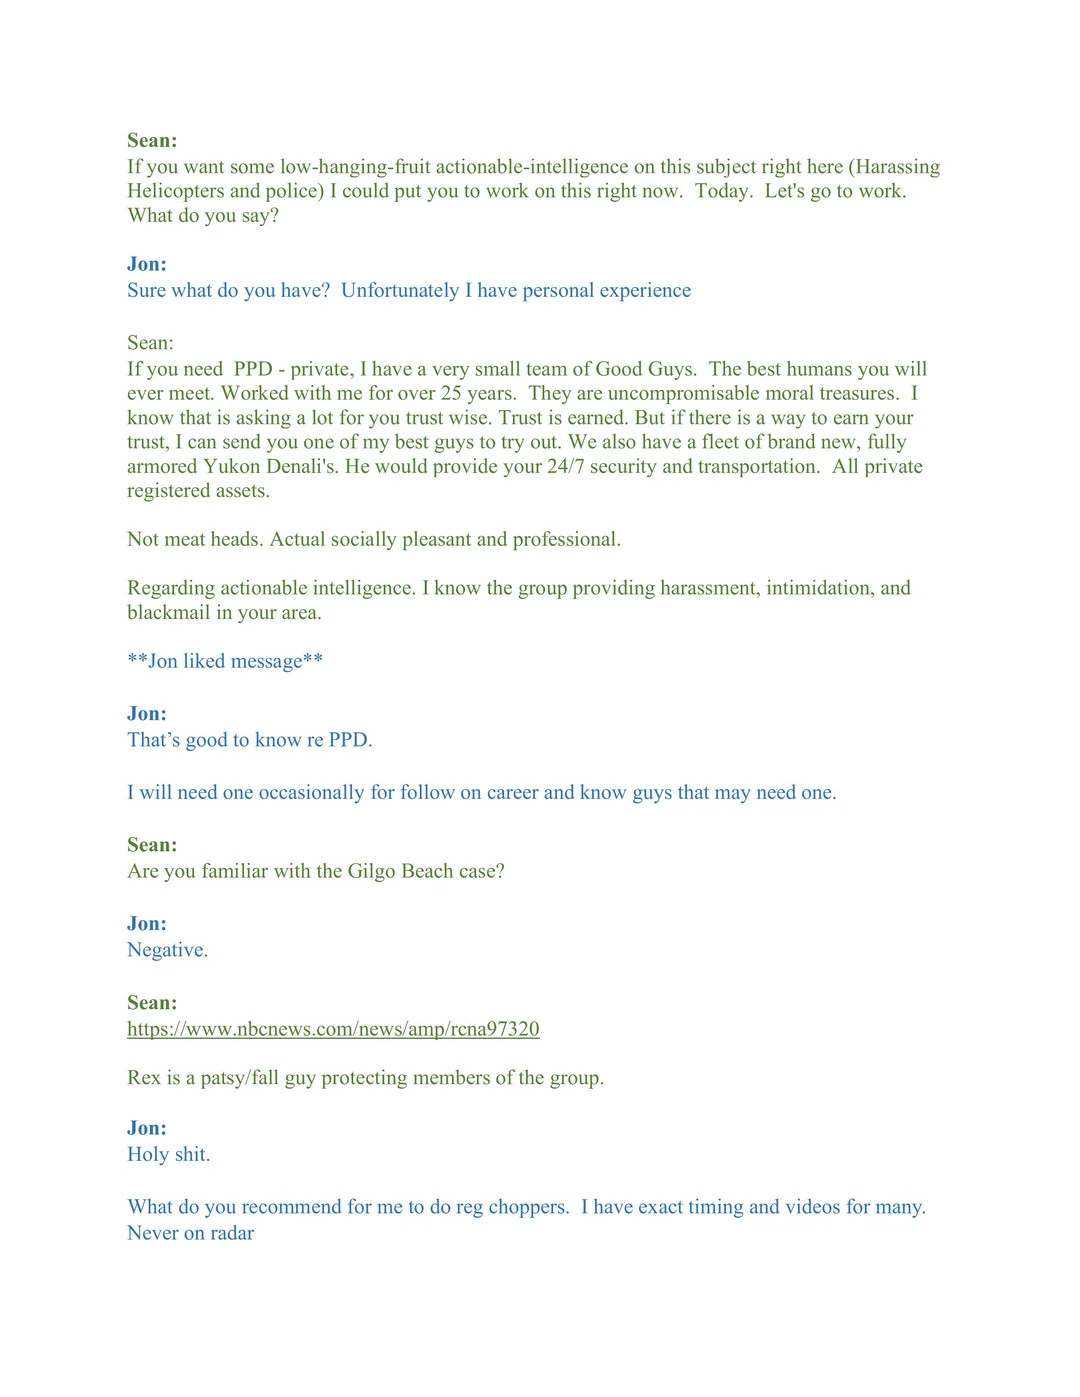 Sean:
If you want some low-hanging-fruit actionable-intelligence on this subject right here (Harassing
Helicopters and police) I could put you to work on this right now.  Today.  Let's go to work.
What do you say?
Jon:
Sure what do you have?  Unfortunately I have personal experience
Sean:
If you need  PPD - private, I have a very small team of Good Guys.  The best humans you will
ever meet. Worked with me for over 25 years.  They are uncompromisable moral treasures.  I
know that is asking a lot for you trust wise. Trust is earned. But if there is a way to earn your
trust, I can send you one of my best guys to try out. We also have a fleet of brand new, fully
armored Yukon Denali's. He would provide your 24/7 security and transportation.  All private
registered assets.
Not meat heads. Actual socially pleasant and professional.
Regarding actionable intelligence. I know the group providing harassment, intimidation, and
blackmail in your area.
**Jon liked message**
Jon:
That’s good to know re PPD.
I will need one occasionally for follow on career and know guys that may need one.
Sean:
Are you familiar with the Gilgo Beach case?
Jon:
Negative.
Sean:
https://www.nbcnews.com/news/amp/rcna97320
Rex is a patsy/fall guy protecting members of the group.
Jon:
Holy shit.
What do you recommend for me to do reg choppers.  I have exact timing and videos for many.
Never on radar